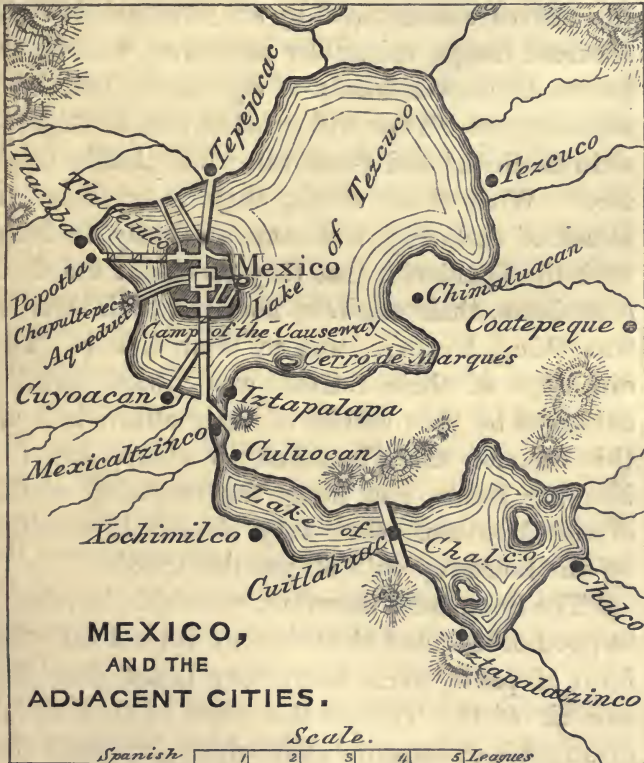 Tepejacac
Tlacuba
Tlaltelulco
Popotla
Chapultepec
Aqueduct
Mexico
Lake of Tezcuco
Tezcuco
Chimaluacan
Coatepeque
Camp of the Causeway
Cerro de Marqués
Cuyoacan
Iztapalapa
Mexicaltzinco
Culuocan
Xochimilco
Lake of Chalco
Cuitlahuac
Chalco
Iztapalatzinco
MEXICO,
AND THE
ADJACENT CITIES.
Scale.
Spanish 1 2 3 4 5 Leagues